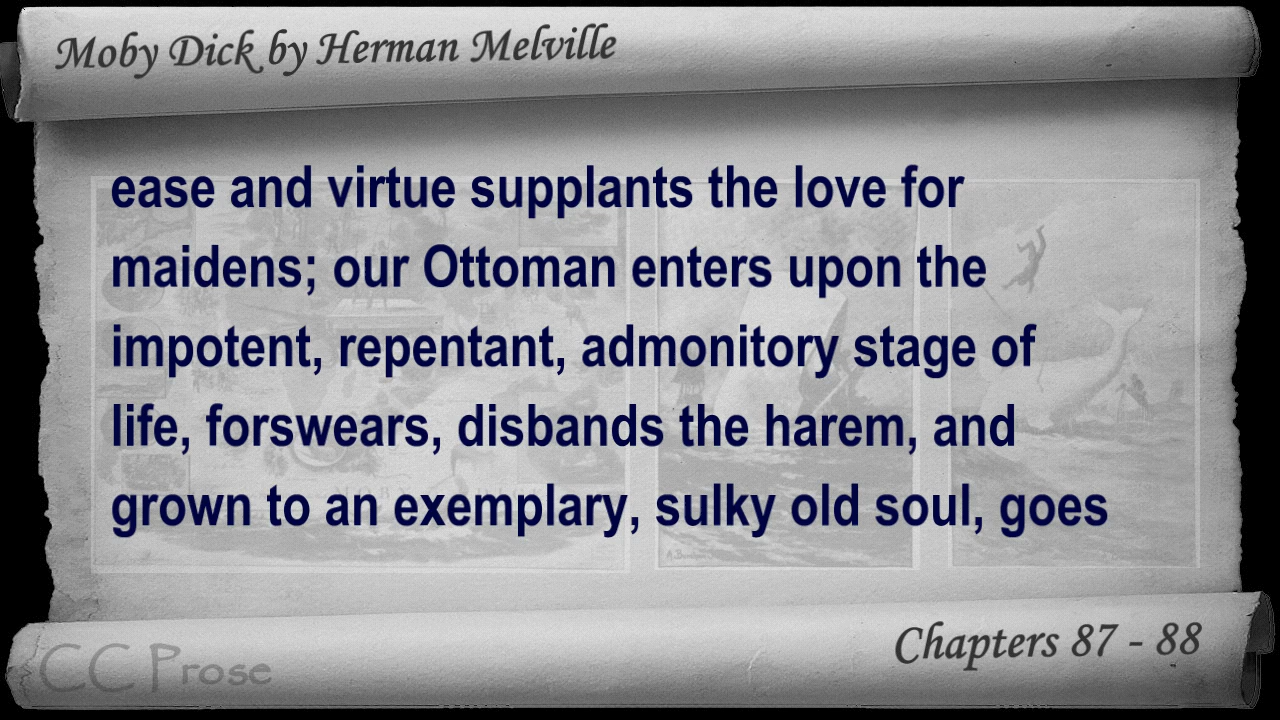 Moby Dick by Herman Melville
ease and virtue supplants the love for
maidens; our Ottoman enters upon the
impotent, repentant, admonitory stage of
life, forswears, disbands the harem, and
grown to an exemplary, sulky old soul, goes
Chapters 87 - 88
CC Prose